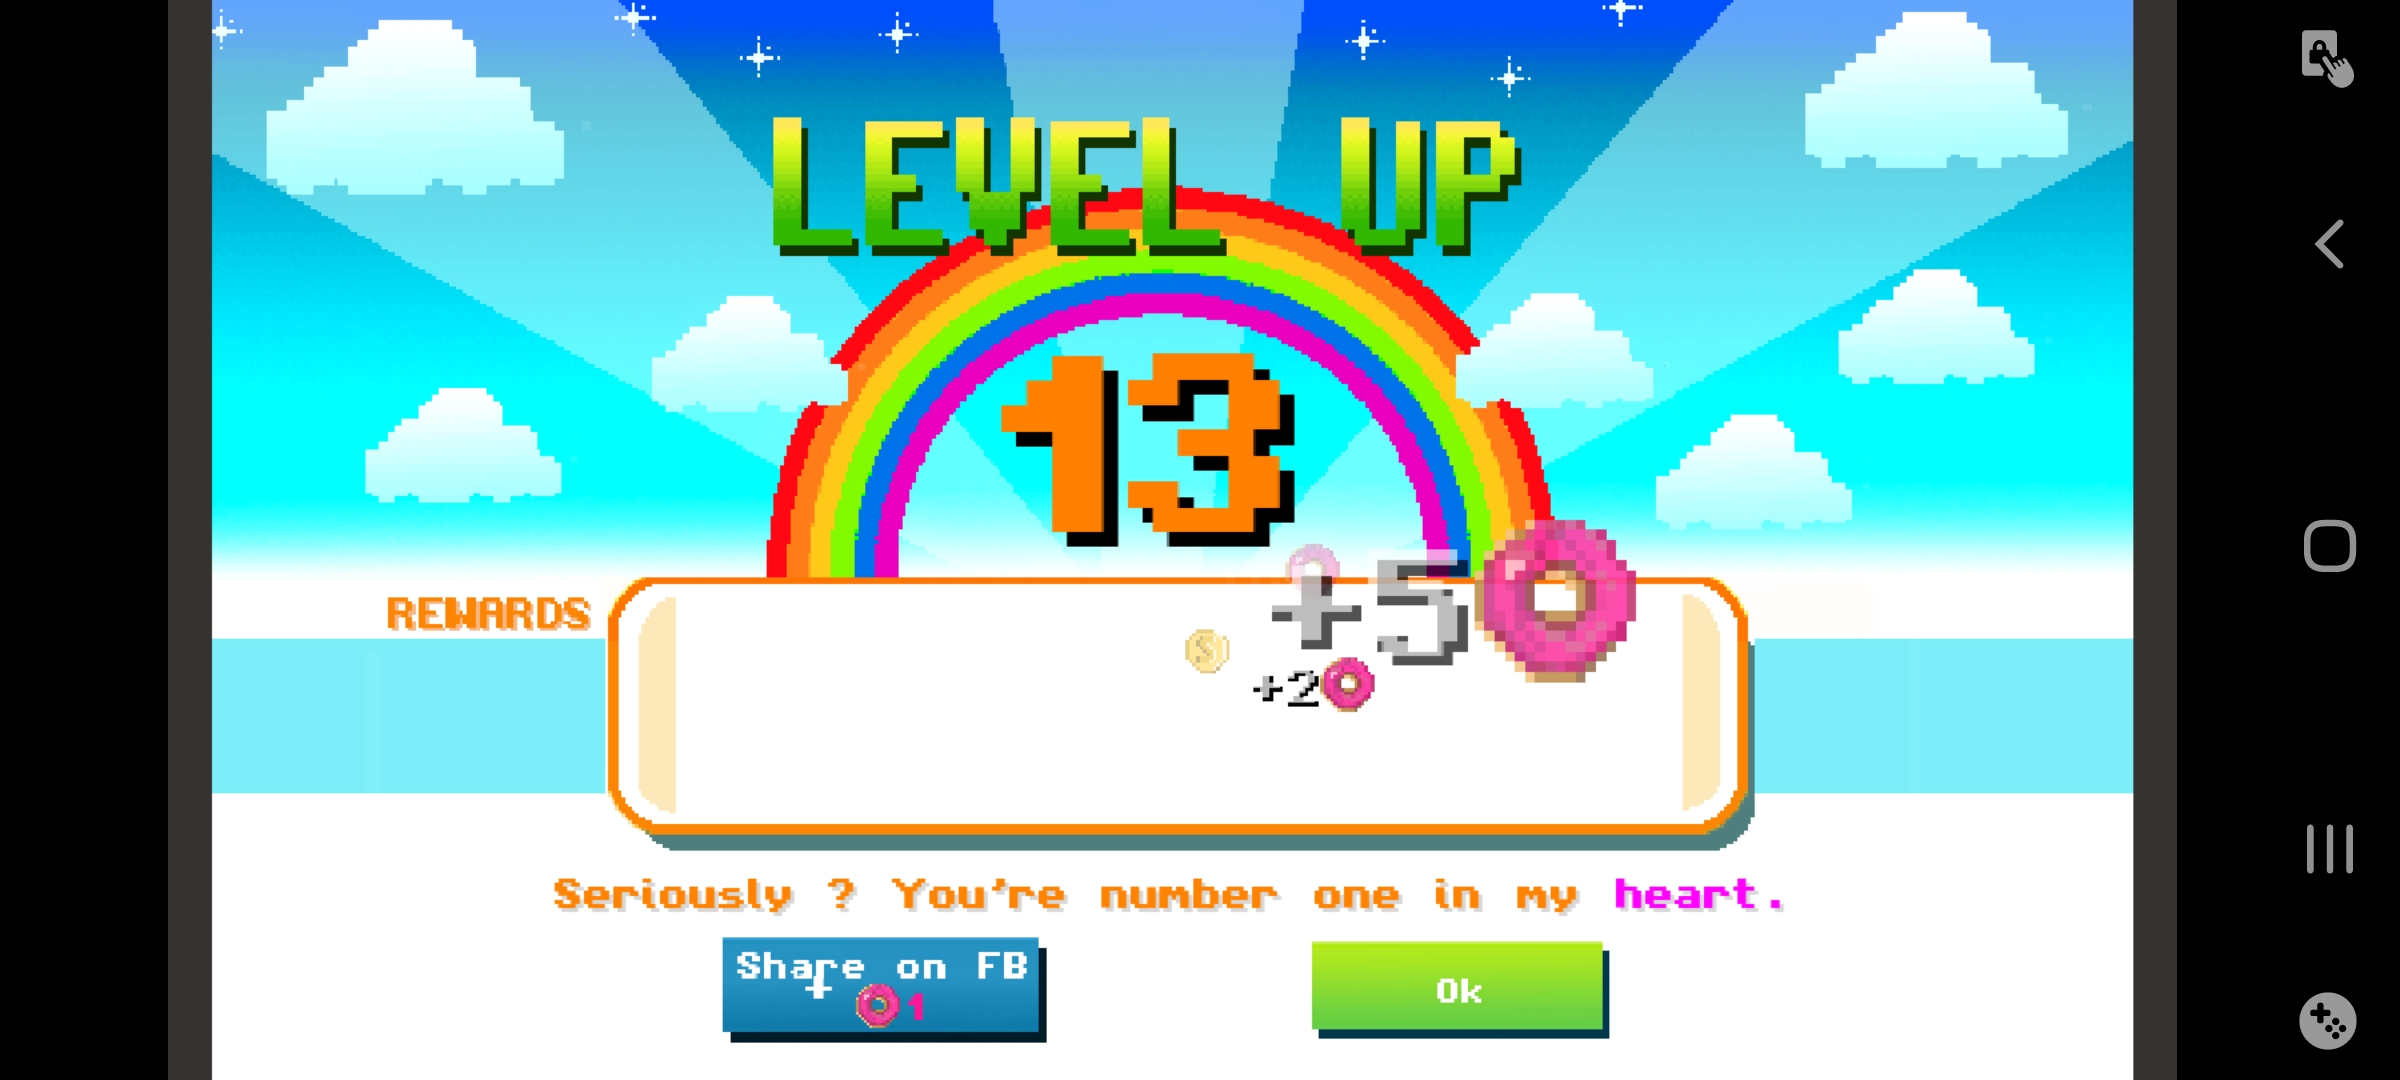 LEVEL UP
13
REWARDS
+5
+2
Seriously ? You're number one in my heart.
Share on FB
+ 1
Ok